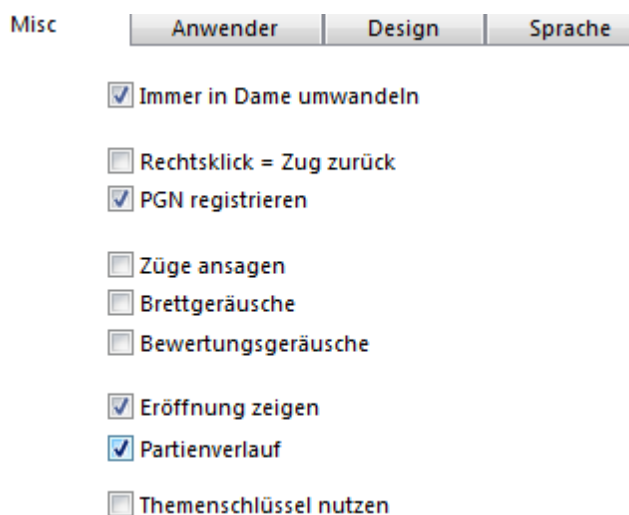 Misc Anwender Design Sprache
Immer in Dame umwandeln
Rechtsklick = Zug zurück
PGN registrieren
Züge ansagen
Brettgeräusche
Bewertungsgeräusche
Eröffnung zeigen
Partienverlauf
Themenschlüssel nutzen